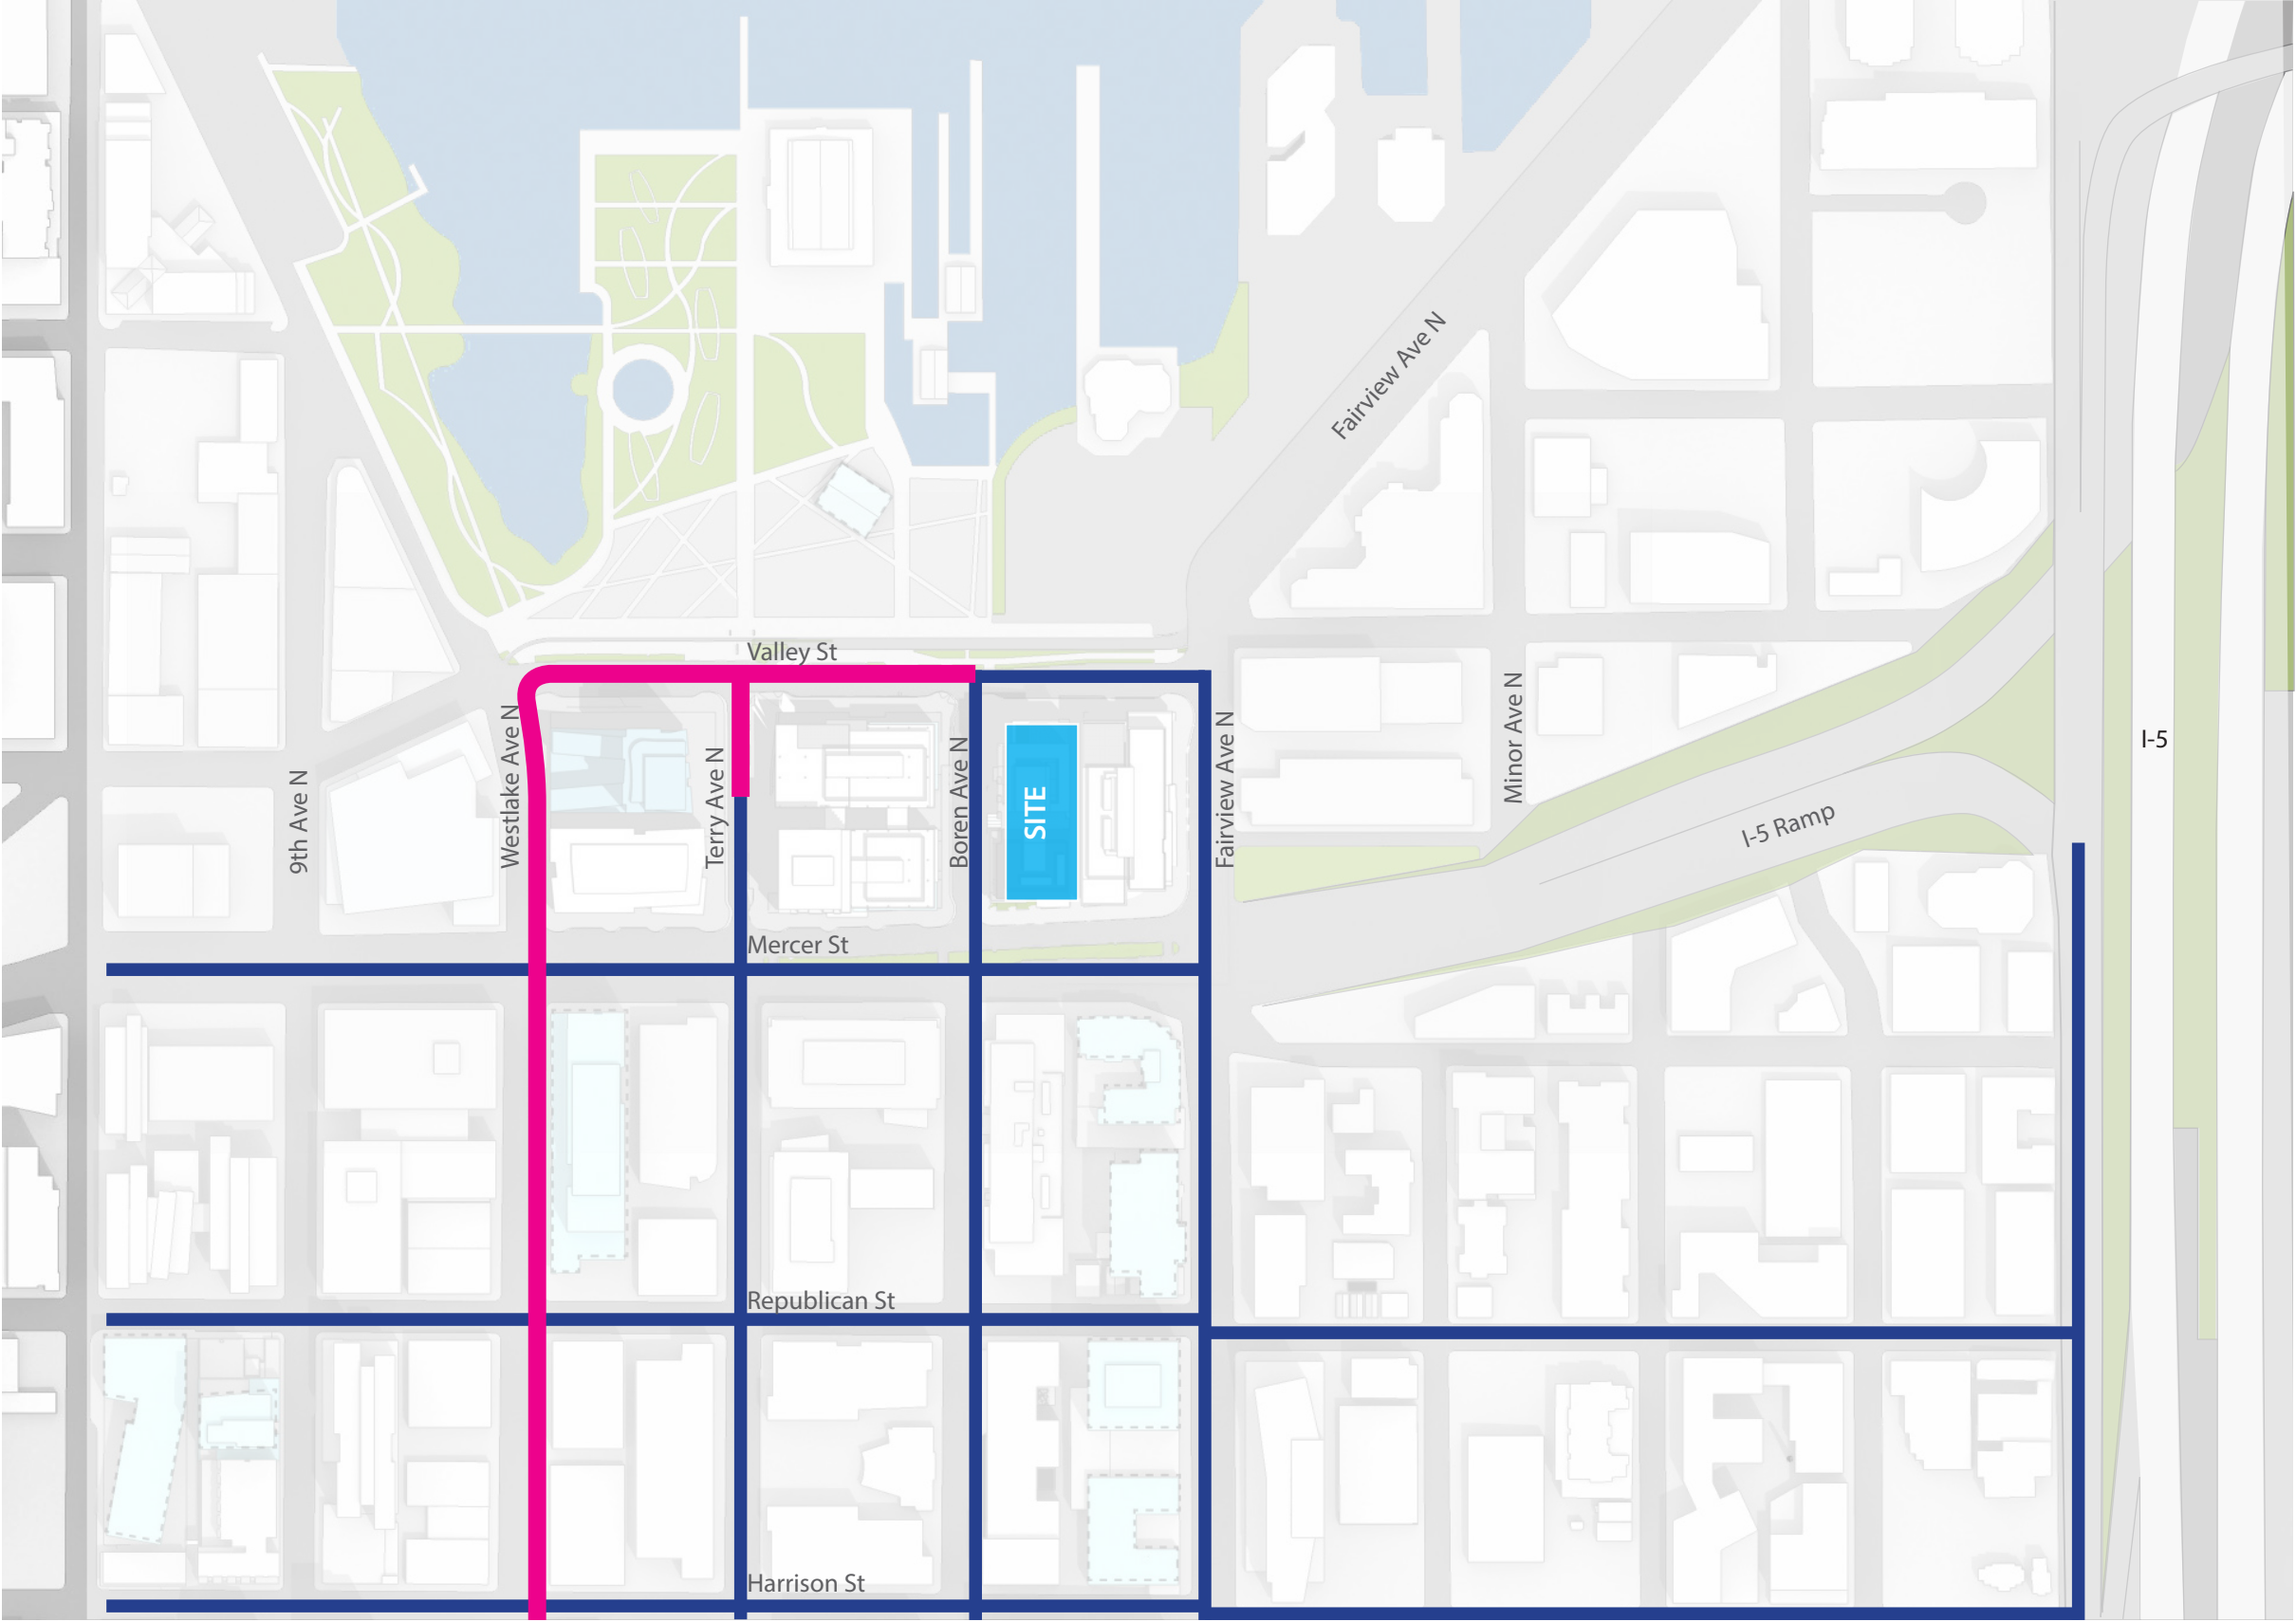 Fairview Ave N
Valley St
Westlake Ave N
Terry Ave N
Boren Ave N
SITE
Fairview Ave N
Minor Ave N
I-5
9th Ave N
I-5 Ramp
Mercer St
Republican St
Harrison St